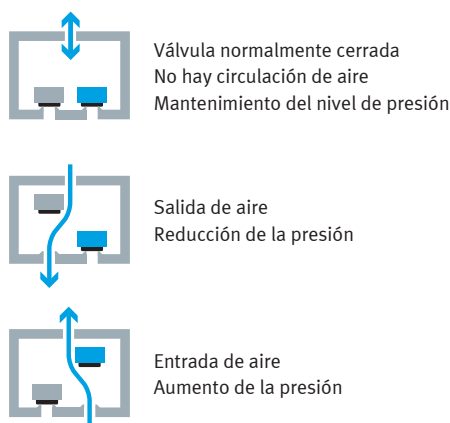 Válvula normalmente cerrada
No hay circulación de aire
Mantenimiento del nivel de presión
Salida de aire
Reducción de la presión
Entrada de aire
Aumento de la presión